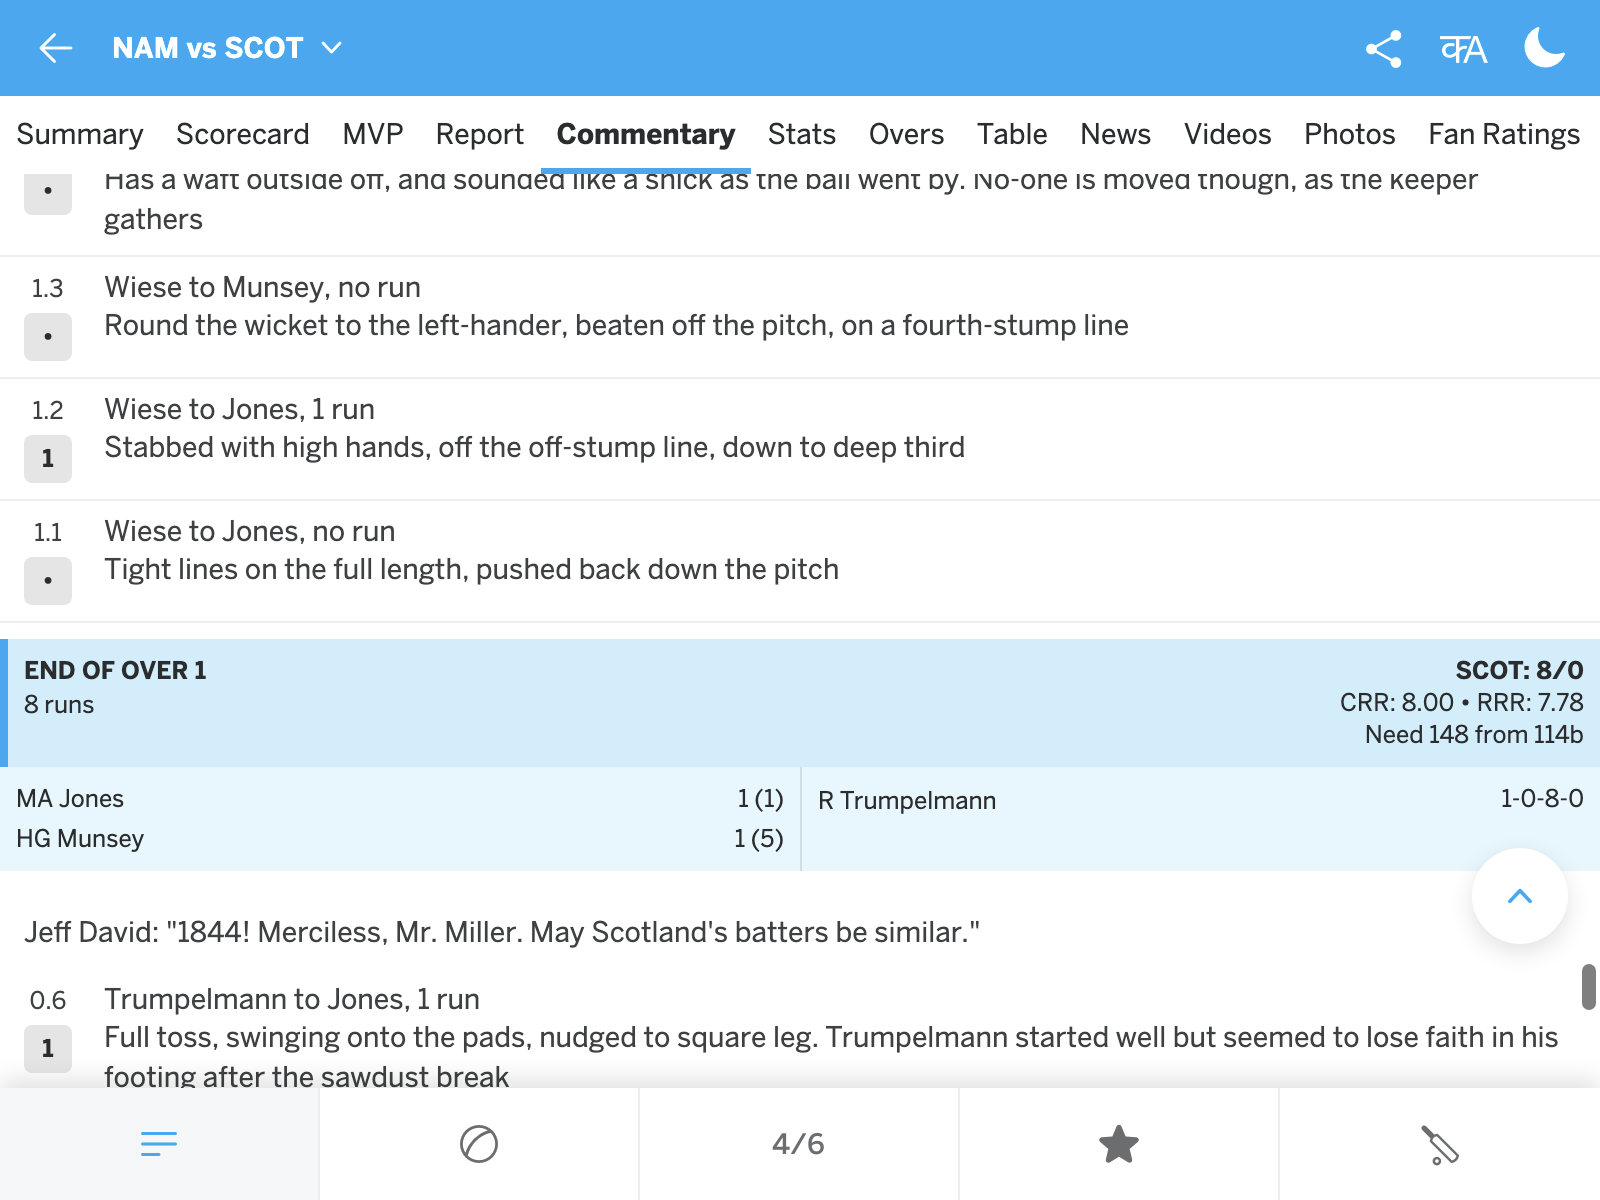 NAM vs SCOT
क A
Summary Scorecard MVP Report Commentary Stats Overs Table News Videos Photos Fan Ratings
• Has a waft outside off, and sounded like a snick as the ball went by. No-one is moved though, as the keeper
gathers
1.3 Wiese to Munsey, no run
• Round the wicket to the left-hander, beaten off the pitch, on a fourth-stump line
1.2 Wiese to Jones, 1 run
1 Stabbed with high hands, off the off-stump line, down to deep third
1.1 Wiese to Jones, no run
• Tight lines on the full length, pushed back down the pitch
END OF OVER 1 SCOT: 8/0
8 runs CRR: 8.00 • RRR: 7.78
Need 148 from 114b
MA Jones 1 (1) R Trumpelmann 1-0-8-0
HG Munsey 1 (5)
Jeff David: "1844! Merciless, Mr. Miller. May Scotland's batters be similar."
0.6 Trumpelmann to Jones, 1 run
1 Full toss, swinging onto the pads, nudged to square leg. Trumpelmann started well but seemed to lose faith in his
footing after the sawdust break
4/6